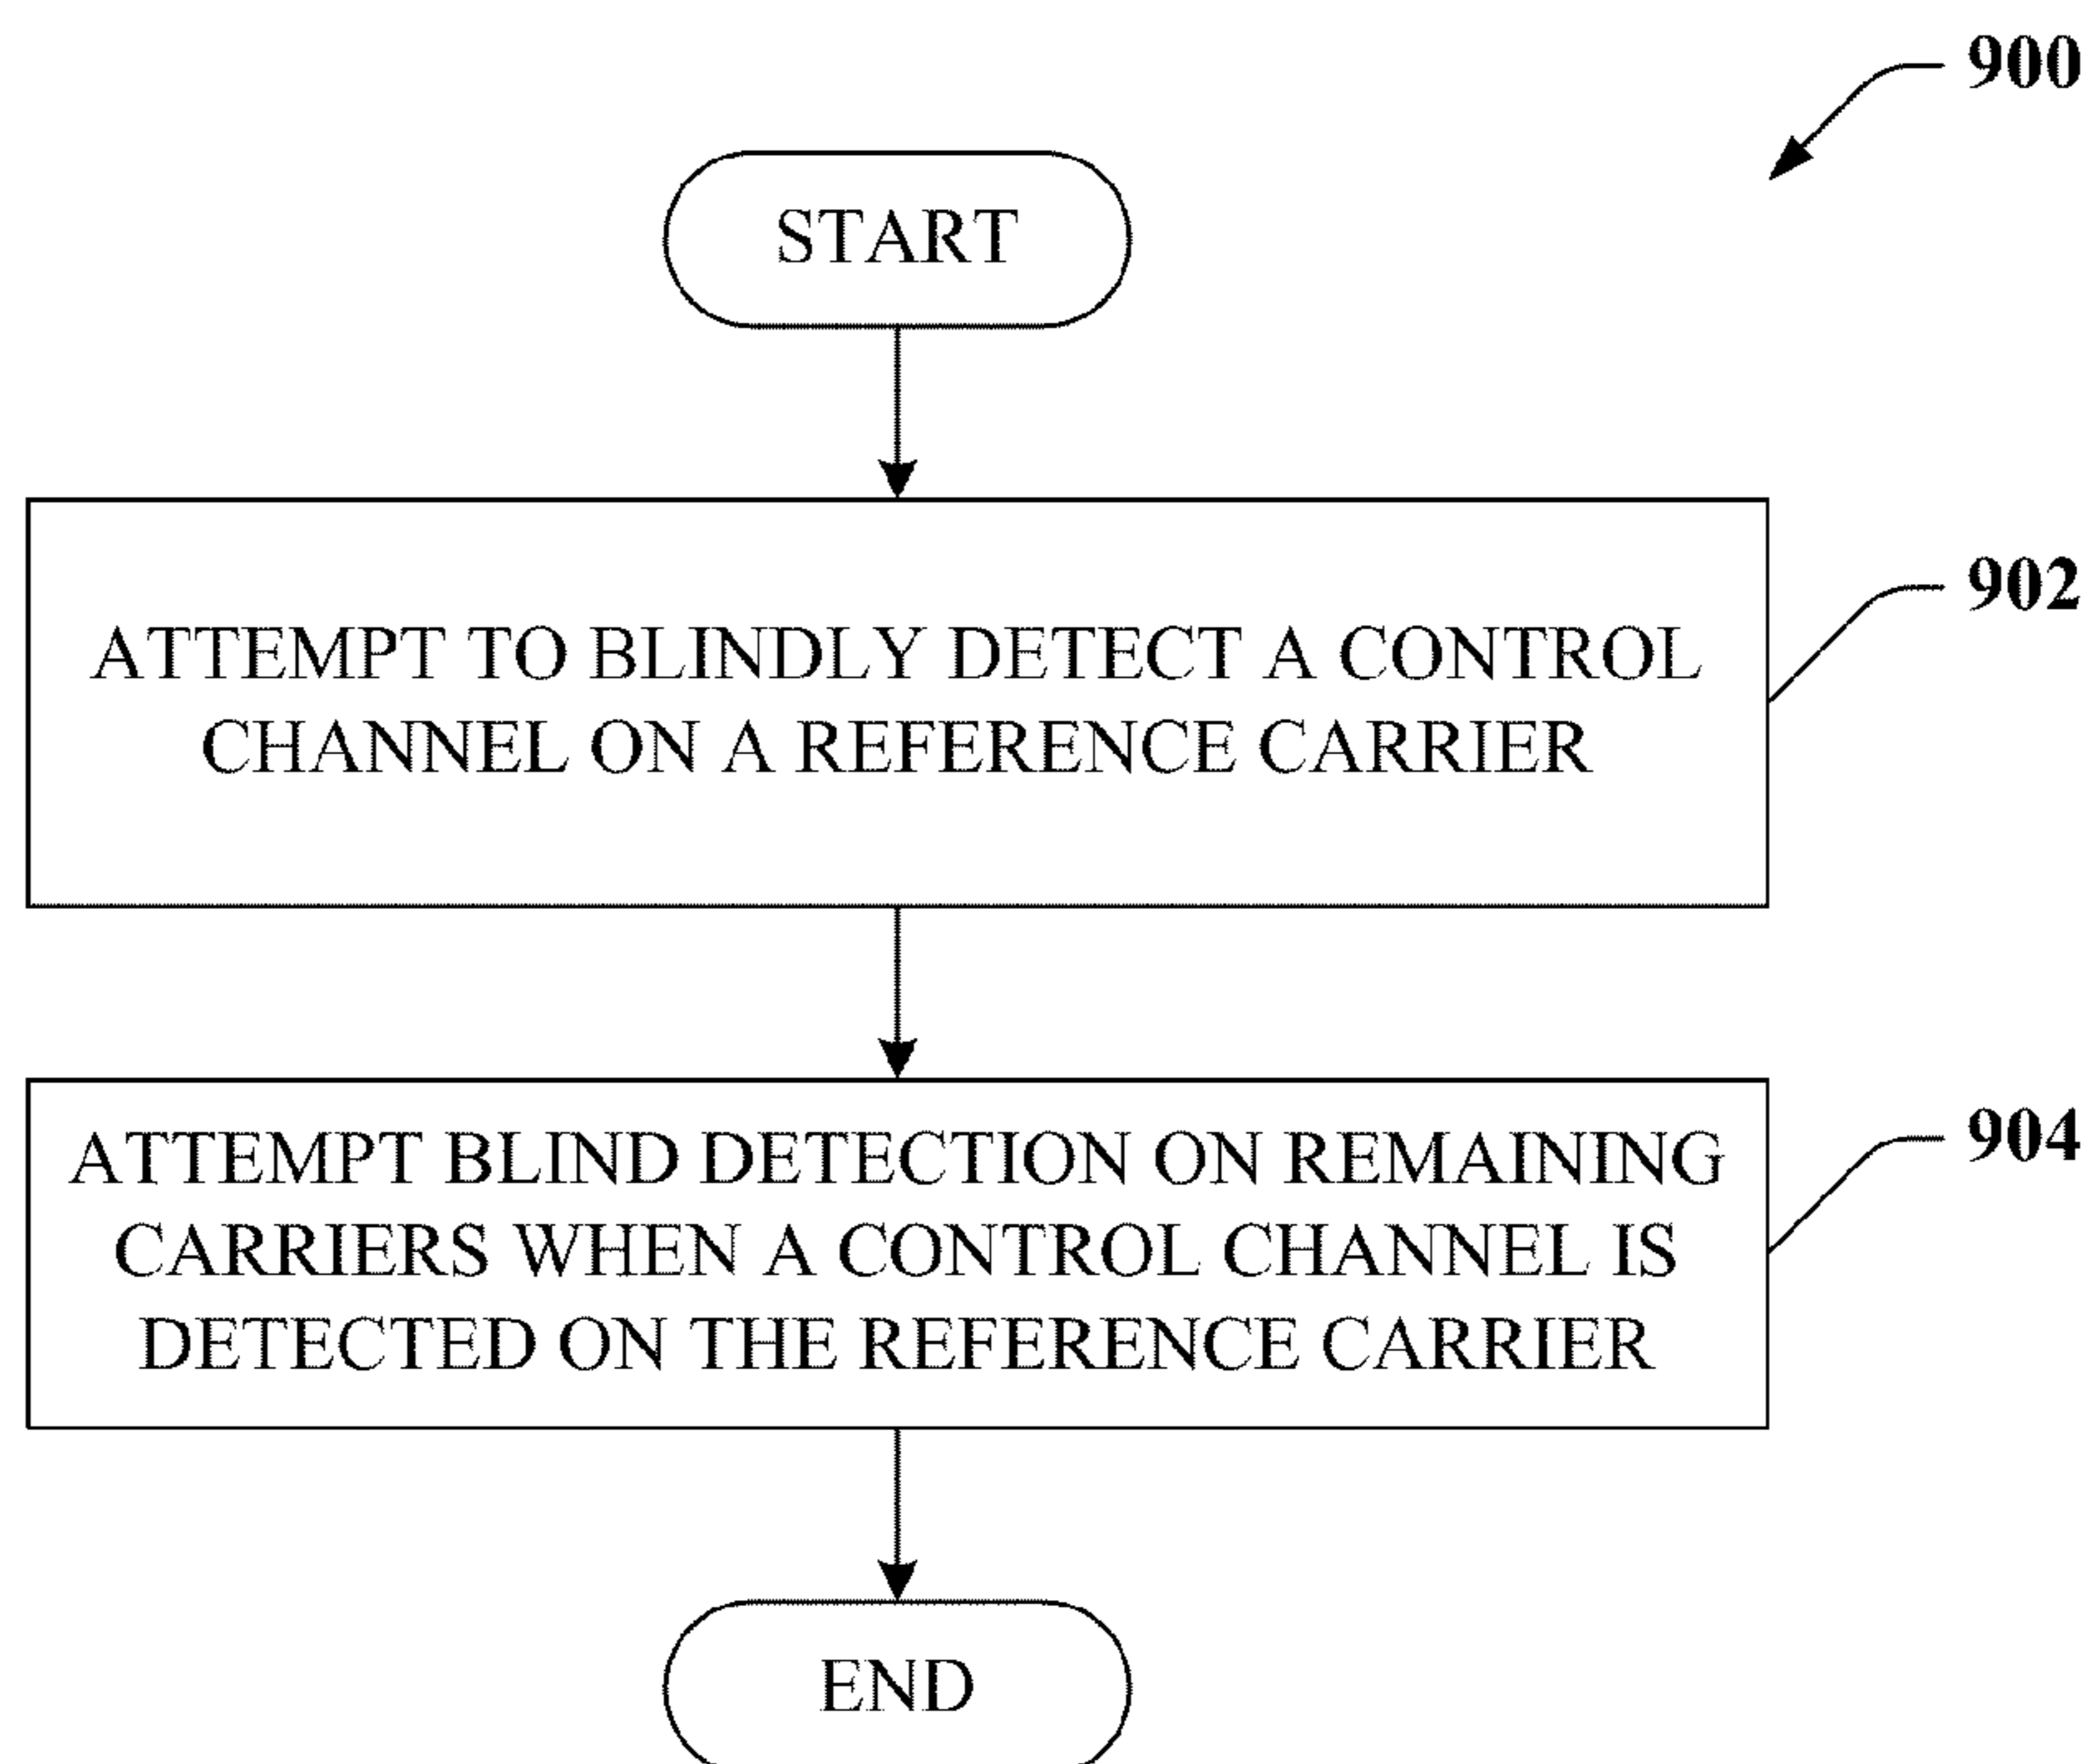 900
START
902
ATTEMPT TO BLINDLY DETECT A CONTROL
CHANNEL ON A REFERENCE CARRIER
904
ATTEMPT BLIND DETECTION ON REMAINING
CARRIERS WHEN A CONTROL CHANNEL IS
DETECTED ON THE REFERENCE CARRIER
END